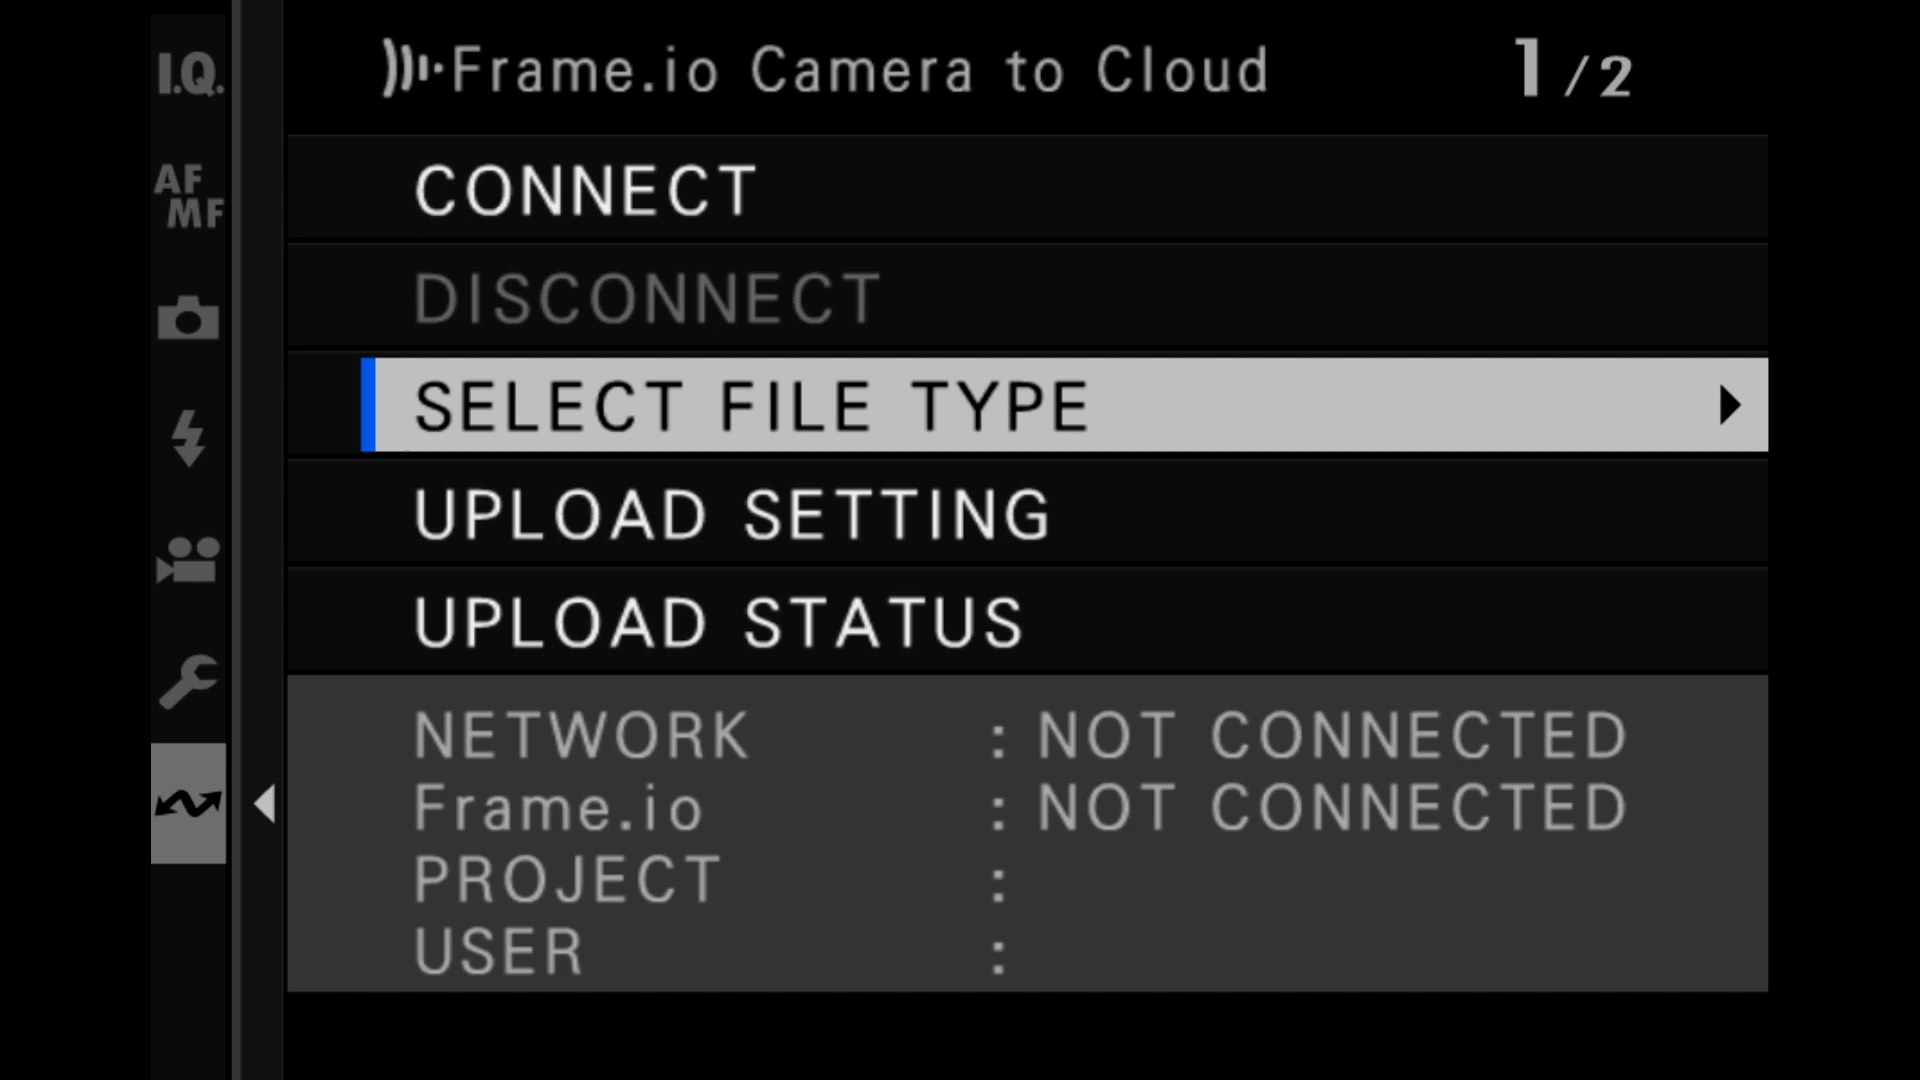 Frame.io Camera to Cloud 1/2
I.Q.
AF
MF
CONNECT
DISCONNECT
SELECT FILE TYPE
UPLOAD SETTING
UPLOAD STATUS
NETWORK : NOT CONNECTED
Frame.io : NOT CONNECTED
PROJECT :
USER :